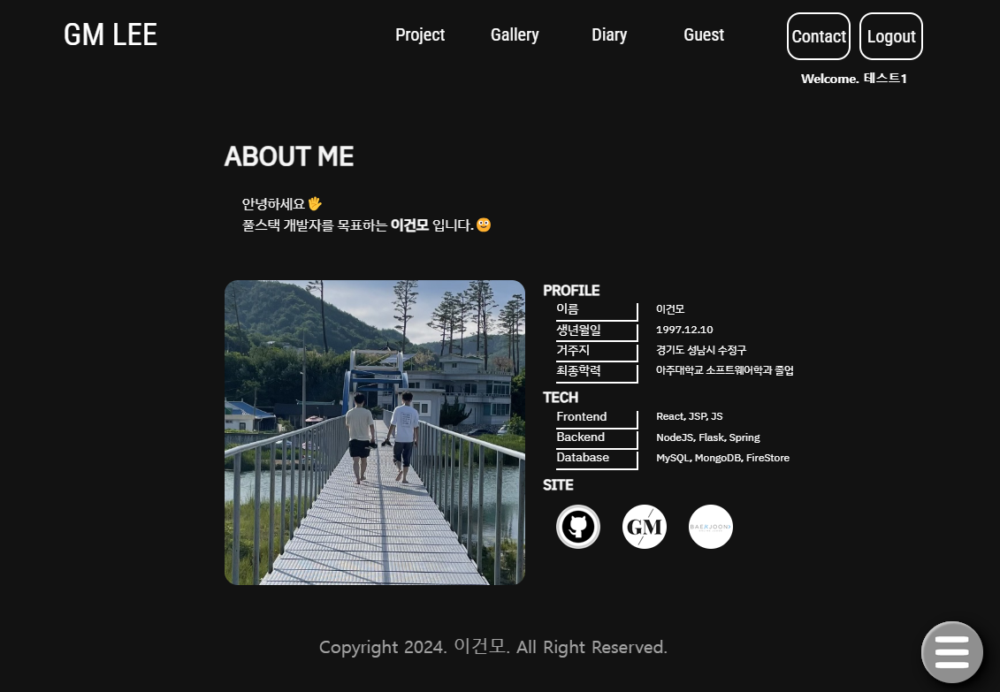 GM LEE
Project Gallery Diary Guest Contact Logout
Welcome. 테스트1
ABOUT ME
안녕하세요🖐
풀스택 개발자를 목표하는 이건모 입니다.🙂
PROFILE
이름 이건모
생년월일 1997.12.10
거주지 경기도 성남시 수정구
최종학력 아주대학교 소프트웨어학과 졸업
TECH
Frontend React, JSP, JS
Backend NodeJS, Flask, Spring
Database MySQL, MongoDB, FireStore
SITE
GM
Copyright 2024. 이건모. All Right Reserved.